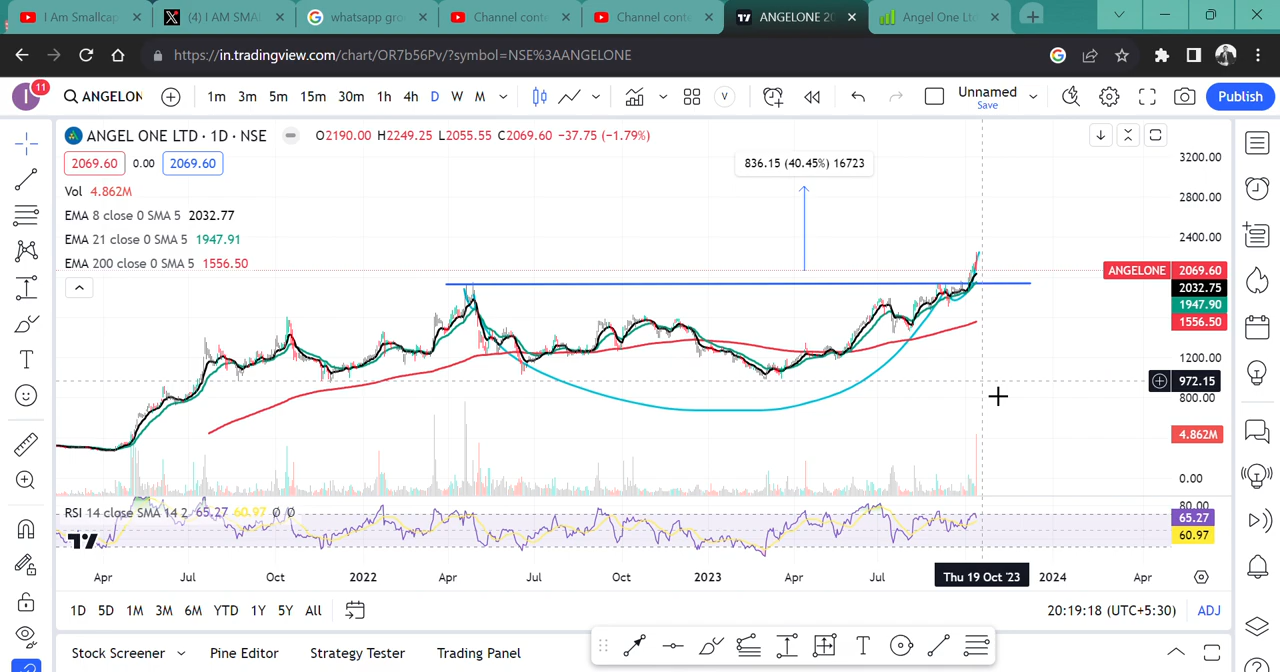 I Am Smallcap
(4) I AM SMA
whatsapp gro
Channel cont
Channel cont
ANGELONE 20
Angel One Ltd
https://in.tradingview.com/chart/OR7b56Pv/?symbol=NSE%3AANGELONE
I 11
ANGELON
1m 3m 5m 15m 30m 1h 4h D W M
V
Unnamed
Save
Publish
ANGEL ONE LTD · 1D · NSE
O2190.00 H2249.25 L2055.55 C2069.60 −37.75 (−1.79%)
2069.60 0.00 2069.60
Vol 4.862M
EMA 8 close 0 SMA 5 2032.77
EMA 21 close 0 SMA 5 1947.91
EMA 200 close 0 SMA 5 1556.50
836.15 (40.45%) 16723
3200.00
2800.00
2400.00
ANGELONE 2069.60
2032.75
1947.90
1556.50
1200.00
972.15
800.00
4.862M
0.00
80.00
RSI 14 close SMA 14 2 65.27 60.97 Ø Ø
65.27
60.97
Apr Jul Oct 2022 Apr Jul Oct 2023 Apr Jul Thu 19 Oct '23 2024 Apr
1D 5D 1M 3M 6M YTD 1Y 5Y All
20:19:18 (UTC+5:30) ADJ
Stock Screener Pine Editor Strategy Tester Trading Panel